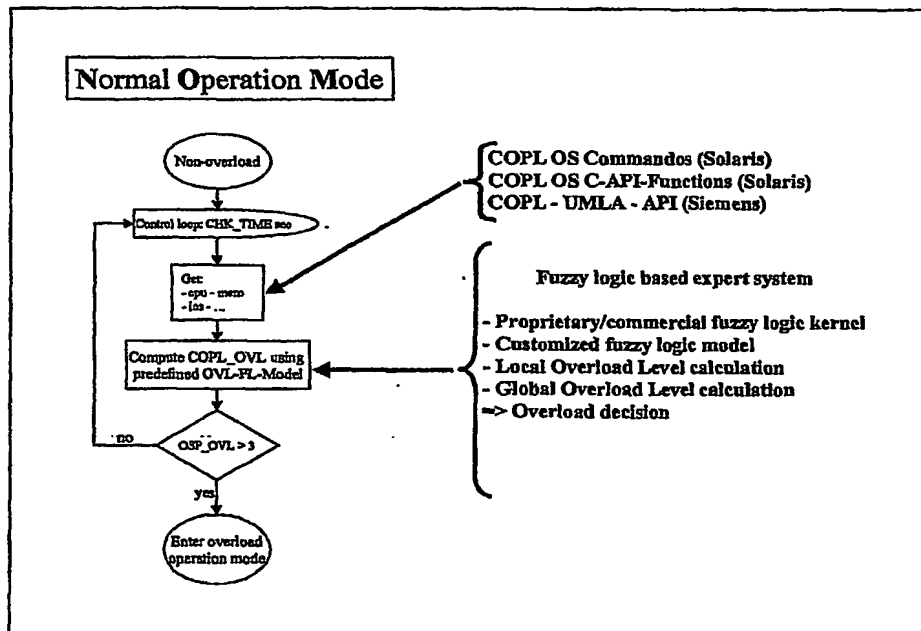 Normal Operation Mode
Non-overload
Control loop: CHK_TIME sec
Get:
- cpu - mem
- ios - ...
Compute COPL_OVL using
predefined OVL-FL-Model
OSP_OVL > 3
no
yes
Enter overload
operation mode
COPL OS Commandos (Solaris)
COPL OS C-API-Functions (Solaris)
COPL - UMLA - API (Siemens)
Fuzzy logic based expert system
- Proprietary/commercial fuzzy logic kernel
- Customized fuzzy logic model
- Local Overload Level calculation
- Global Overload Level calculation
=> Overload decision